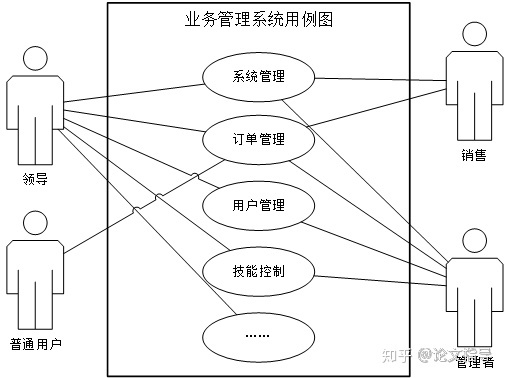 业务管理系统用例图
系统管理
订单管理
用户管理
技能控制
……
领导
普通用户
销售
管理者
知乎 @论文指导